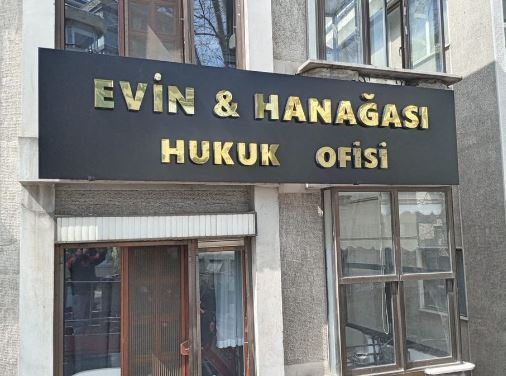 EVİN & HANAĞASI
HUKUK OFİSİ